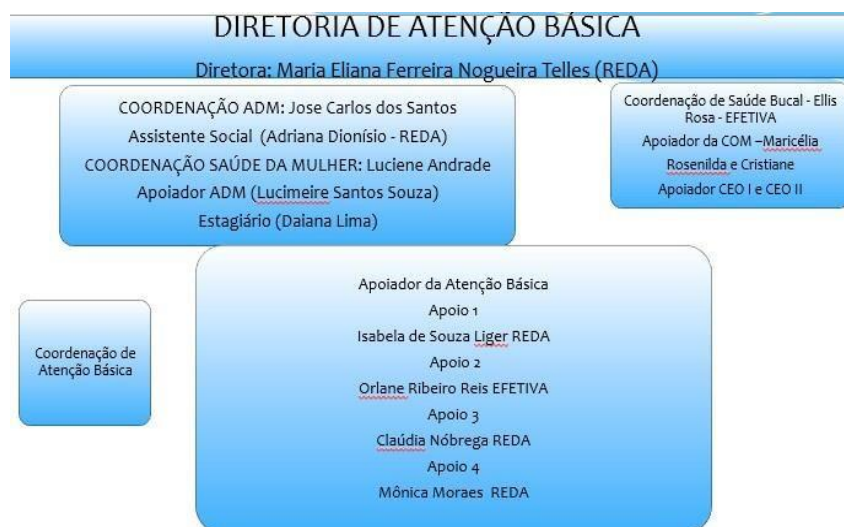 DIRETORIA DE ATENÇÃO BÁSICA
Diretora: Maria Eliana Ferreira Nogueira Telles (REDA)
COORDENAÇÃO ADM: Jose Carlos dos Santos
Assistente Social (Adriana Dionísio - REDA)
COORDENAÇÃO SAÚDE DA MULHER: Luciene Andrade
Apoiador ADM (Lucimeire Santos Souza)
Estagiário (Daiana Lima)
Coordenação de Saúde Bucal - Ellis
Rosa - EFETIVA
Apoiador da COM –Maricélia
Rosenilda e Cristiane
Apoiador CEO I e CEO II
Coordenação de
Atenção Básica
Apoiador da Atenção Básica
Apoio 1
Isabela de Souza Liger REDA
Apoio 2
Orlane Ribeiro Reis EFETIVA
Apoio 3
Claúdia Nóbrega REDA
Apoio 4
Mônica Moraes REDA